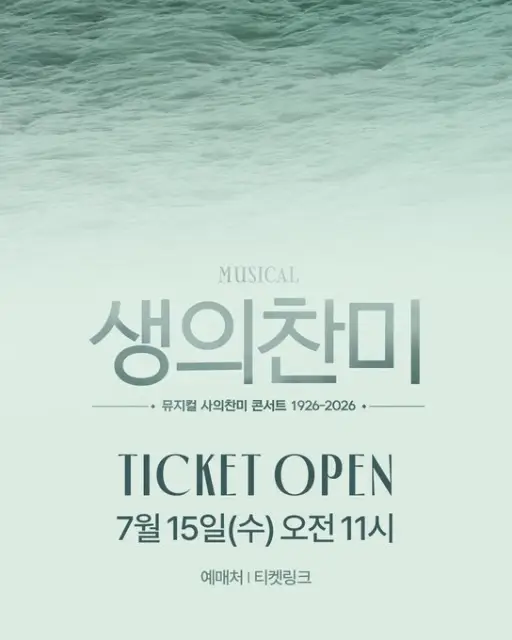 MUSICAL
생의찬미
뮤지컬 사의찬미 콘서트 1926-2026
TICKET OPEN
7월 15일(수) 오전 11시
예매처 | 티켓링크